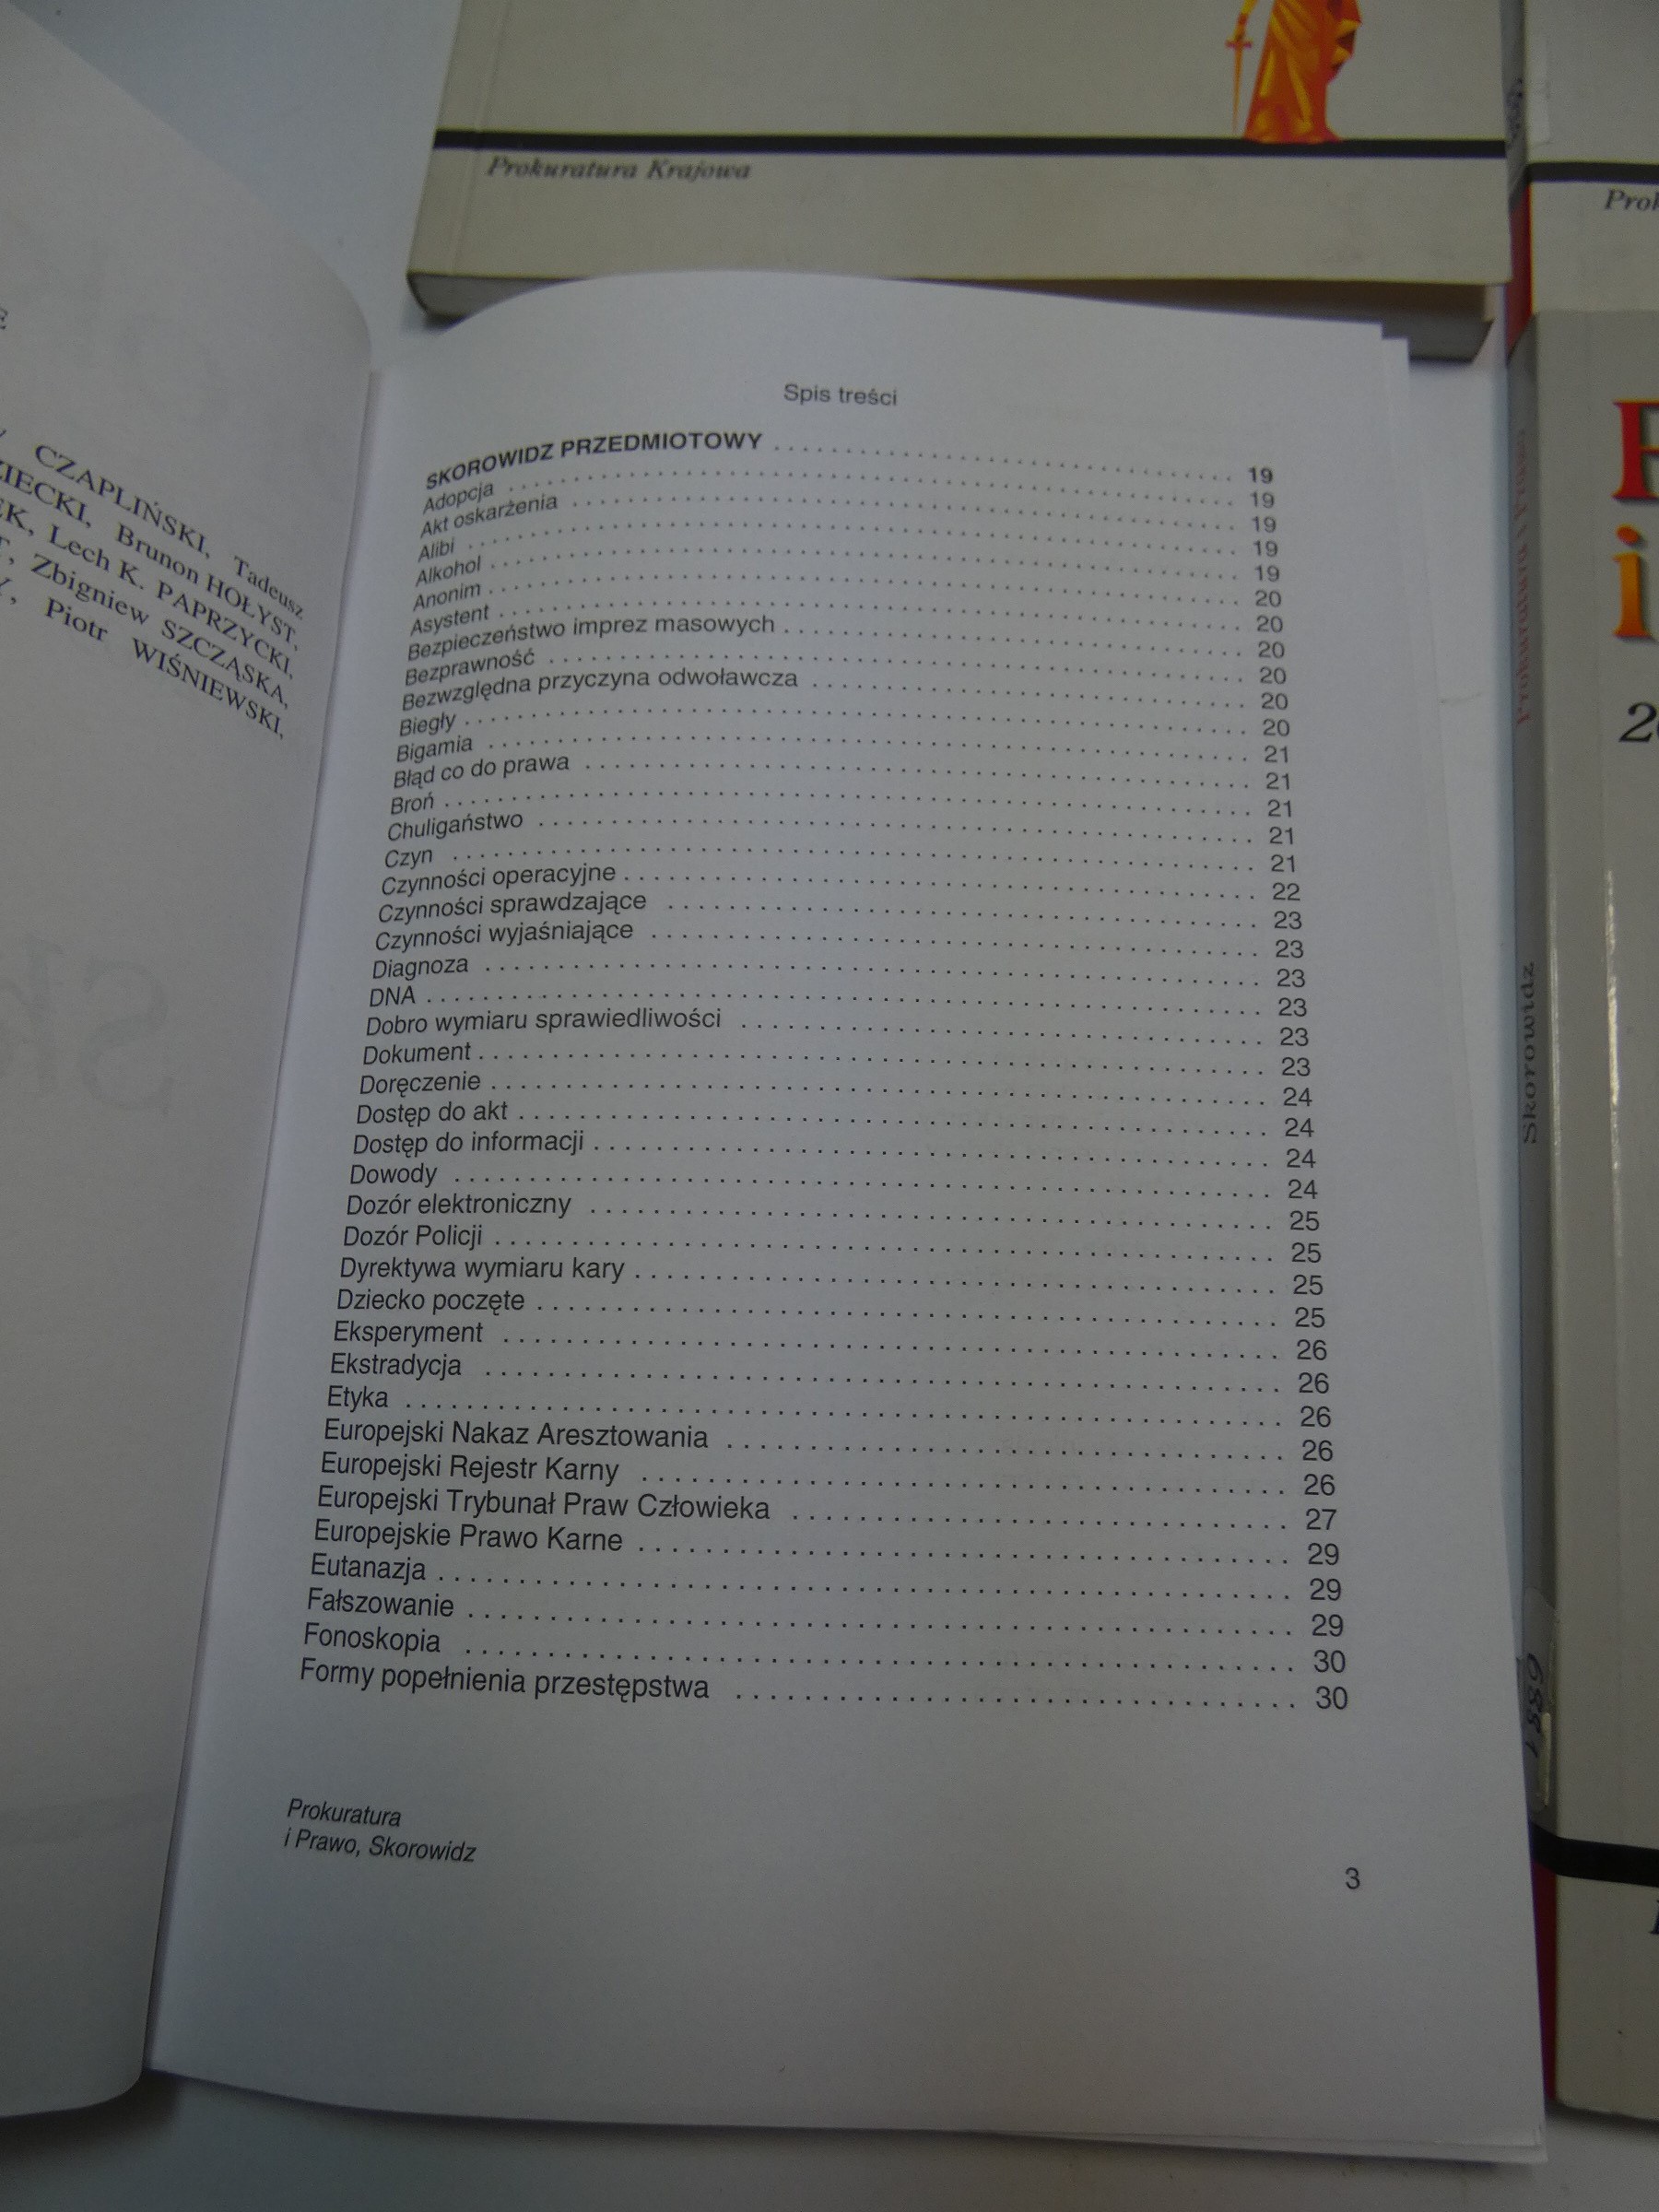 Prokuratura Krajowa
CZAPLIŃSKI, Tadeusz
Brunon HOŁYST,
Lech K. PAPRZYCKI,
Zbigniew SZCZĄSKA,
Piotr WIŚNIEWSKI,
Spis treści
SKOROWIDZ PRZEDMIOTOWY . . . . . . . . . . 19
Adopcja . . . . . . . . . . 19
Akt oskarżenia . . . . . . . . . . 19
Alibi . . . . . . . . . . 19
Alkohol . . . . . . . . . . 19
Anonim . . . . . . . . . . 20
Asystent . . . . . . . . . . 20
Bezpieczeństwo imprez masowych . . . . . . . . . . 20
Bezprawność . . . . . . . . . . 20
Bezwzględna przyczyna odwoławcza . . . . . . . . . . 20
Biegły . . . . . . . . . . 20
Bigamia . . . . . . . . . . 21
Błąd co do prawa . . . . . . . . . . 21
Broń . . . . . . . . . . 21
Chuligaństwo . . . . . . . . . . 21
Czyn . . . . . . . . . . 21
Czynności operacyjne . . . . . . . . . . 22
Czynności sprawdzające . . . . . . . . . . 23
Czynności wyjaśniające . . . . . . . . . . 23
Diagnoza . . . . . . . . . . 23
DNA . . . . . . . . . . 23
Dobro wymiaru sprawiedliwości . . . . . . . . . . 23
Dokument . . . . . . . . . . 23
Doręczenie . . . . . . . . . . 24
Dostęp do akt . . . . . . . . . . 24
Dostęp do informacji . . . . . . . . . . 24
Dowody . . . . . . . . . . 24
Dozór elektroniczny . . . . . . . . . . 25
Dozór Policji . . . . . . . . . . 25
Dyrektywa wymiaru kary . . . . . . . . . . 25
Dziecko poczęte . . . . . . . . . . 25
Eksperyment . . . . . . . . . . 26
Ekstradycja . . . . . . . . . . 26
Etyka . . . . . . . . . . 26
Europejski Nakaz Aresztowania . . . . . . . . . . 26
Europejski Rejestr Karny . . . . . . . . . . 26
Europejski Trybunał Praw Człowieka . . . . . . . . . . 27
Europejskie Prawo Karne . . . . . . . . . . 29
Eutanazja . . . . . . . . . . 29
Fałszowanie . . . . . . . . . . 29
Fonoskopia . . . . . . . . . . 30
Formy popełnienia przestępstwa . . . . . . . . . . 30
Prokuratura
i Prawo, Skorowidz
3
Prokuratura i Prawo
Skorowidz
i